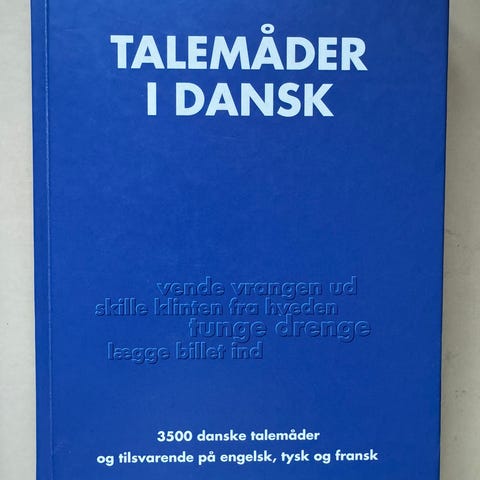 TALEMÅDER
I DANSK
vende vrangen ud
skille klinten fra hveden
tunge drenge
lægge billet ind
3500 danske talemåder
og tilsvarende på engelsk, tysk og fransk